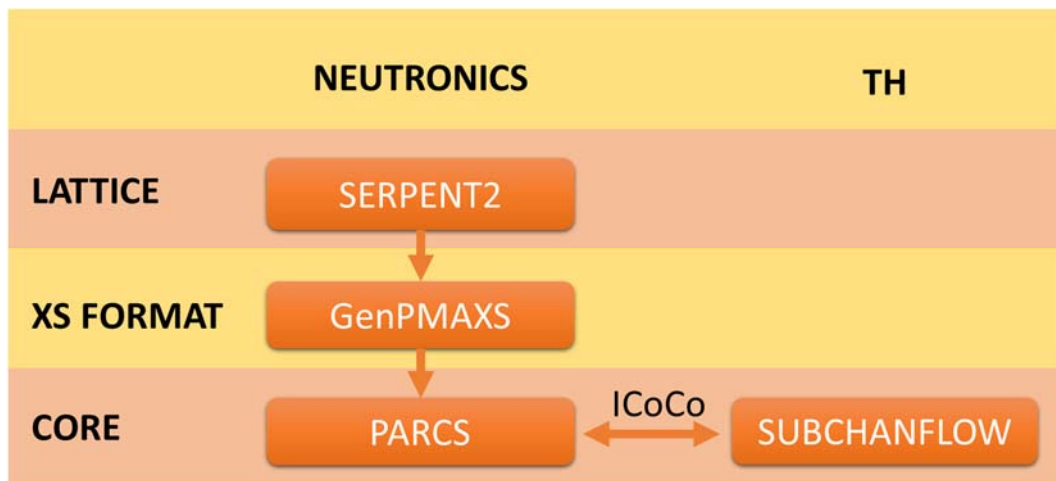 NEUTRONICS
TH
LATTICE
SERPENT2
XS FORMAT
GenPMAXS
CORE
PARCS
ICoCo
SUBCHANFLOW